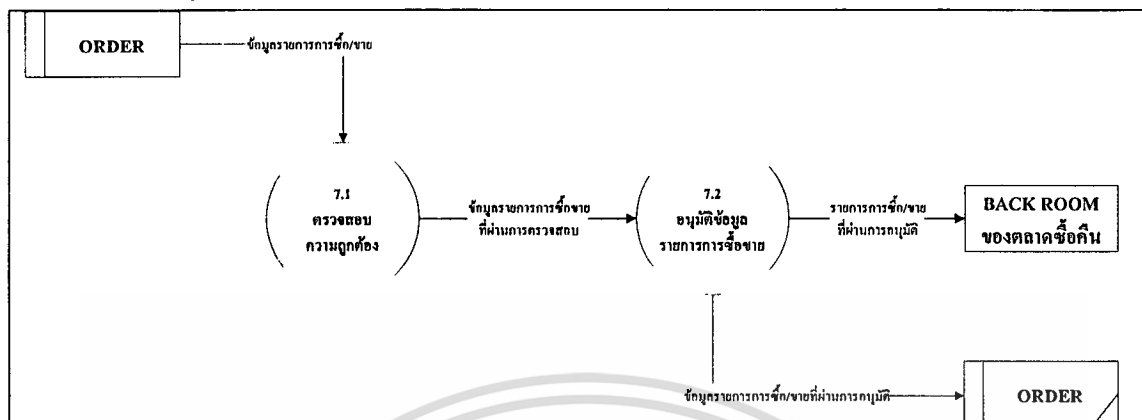 ORDER
ข้อมูลรายการการซื้อ/ขาย
7.1
ตรวจสอบ
ความถูกต้อง
ข้อมูลรายการการซื้อขาย
ที่ผ่านการตรวจสอบ
7.2
อนุมัติข้อมูล
รายการการซื้อขาย
รายการการซื้อ/ขาย
ที่ผ่านการอนุมัติ
BACK ROOM
ของตลาดซื้อคืน
ข้อมูลรายการการซื้อ/ขายที่ผ่านการอนุมัติ
ORDER